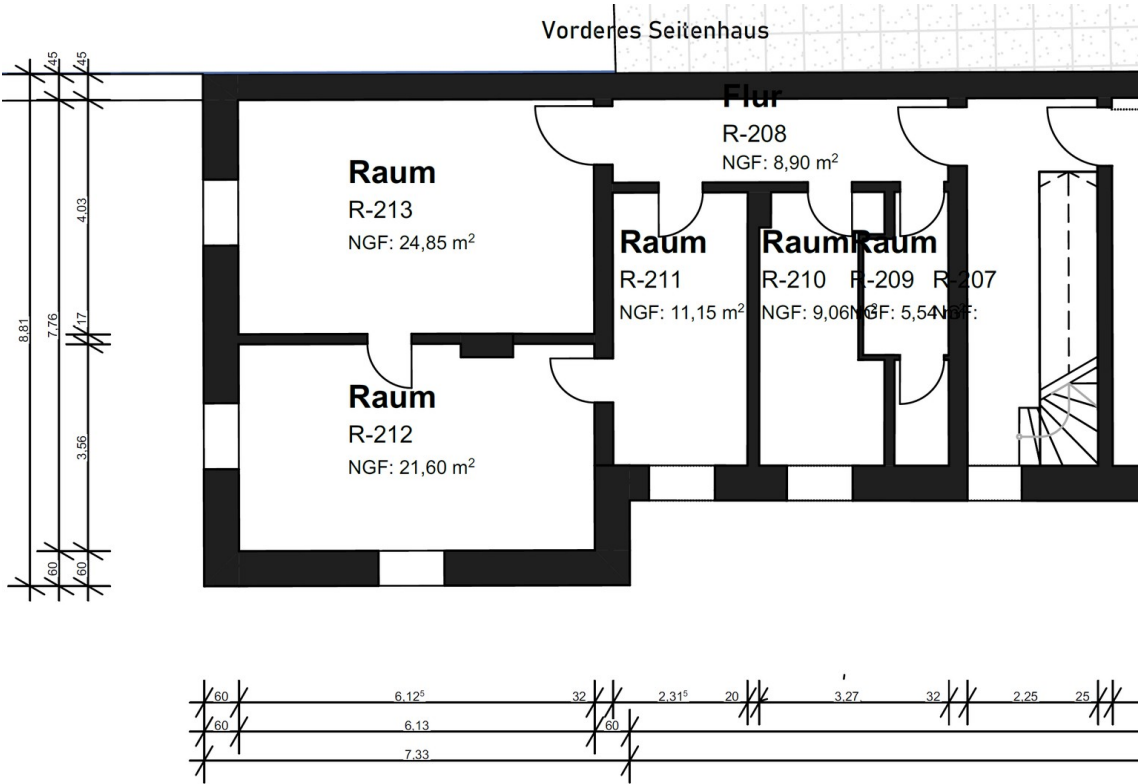 Vorderes Seitenhaus
45
45
Flur
R-208
NGF: 8,90 m²
Raum
R-213
NGF: 24,85 m²
4,03
Raum
R-211
NGF: 11,15 m²
Raum
R-210
NGF: 9,06
Raum
R-209
NGF: 5,54 m²
R-207
NGF:
8,81
7,76
17
Raum
R-212
NGF: 21,60 m²
3,56
60
60
60
6,12⁵
32
2,31⁵
20
3,27
32
2,25
25
60
6,13
60
7,33